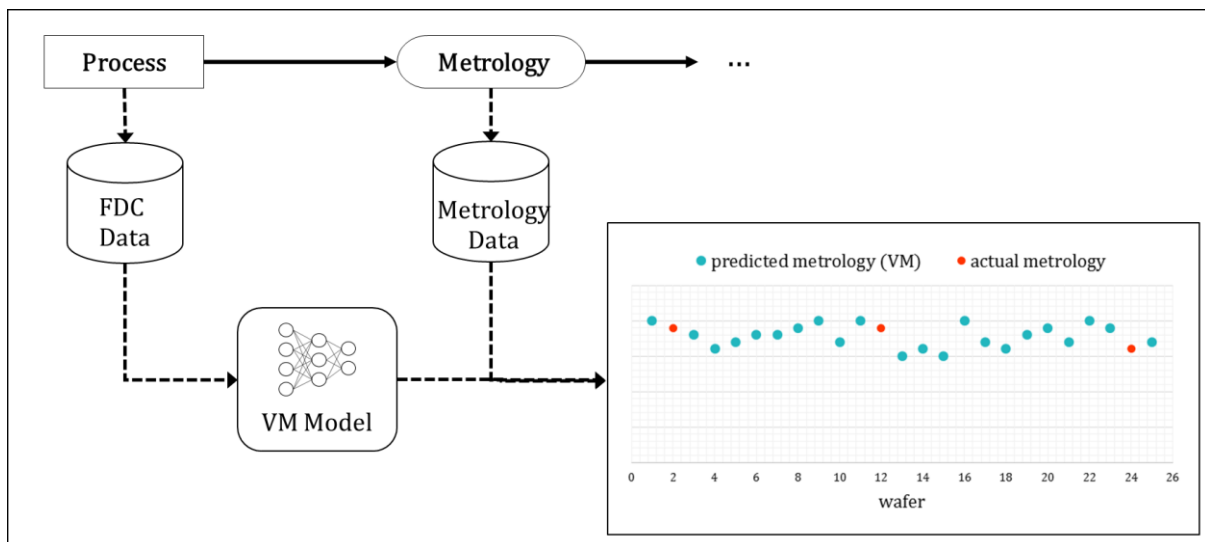 Process
Metrology
...
FDC
Data
Metrology
Data
VM Model
predicted metrology (VM)
actual metrology
0 2 4 6 8 10 12 14 16 18 20 22 24 26
wafer